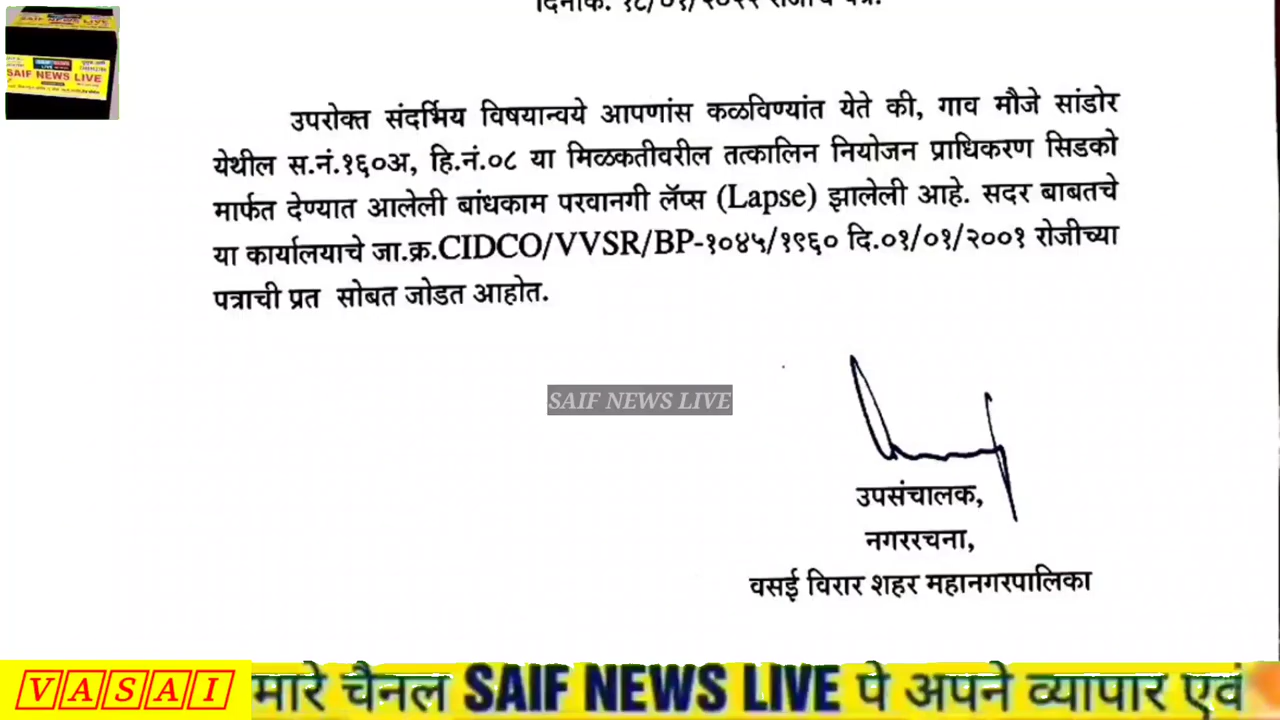 SAIF NEWS LIVE
SAIF NEWS LIVE
उपरोक्त संदर्भिय विषयान्वये आपणांस कळविण्यांत येते की, गाव मौजे सांडोर
येथील स.नं.१६०अ, हि.नं.०८ या मिळकतीवरील तत्कालिन नियोजन प्राधिकरण सिडको
मार्फत देण्यात आलेली बांधकाम परवानगी लॅप्स (Lapse) झालेली आहे. सदर बाबतचे
या कार्यालयाचे जा.क्र.CIDCO/VVSR/BP-१०४५/१९६० दि.०१/०१/२००१ रोजीच्या
पत्राची प्रत सोबत जोडत आहोत.
SAIF NEWS LIVE
उपसंचालक,
नगररचना,
वसई विरार शहर महानगरपालिका
VASAI
मारे चैनल SAIF NEWS LIVE पे अपने व्यापार एवं